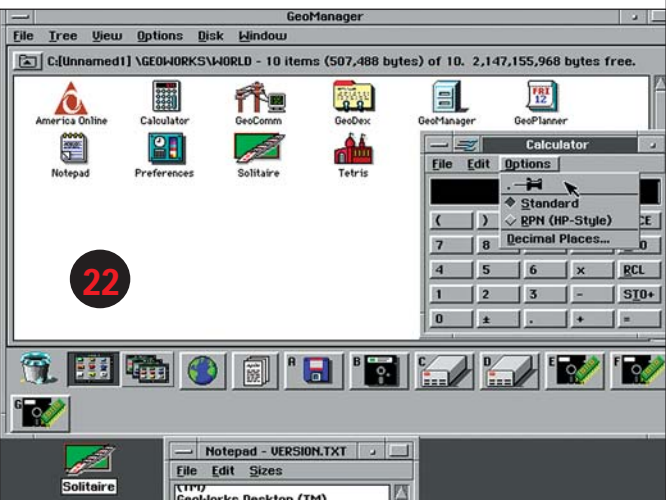 GeoManager
File Tree View Options Disk Window
C:[Unnamed1] \GEOWORKS\WORLD - 10 items (507,488 bytes) of 10. 2,147,155,968 bytes free.
America Online Calculator GeoComm GeoDex GeoManager GeoPlanner
FRI
12
Notepad Preferences Solitaire Tetris
Calculator
File Edit Options
Standard
RPN (HP-Style)
Decimal Places...
( )
7 8
4 5 6 x RCL
1 2 3 - STO+
0 ± . + =
22
A B C D E F
G
Solitaire
Notepad - VERSION.TXT
File Edit Sizes
(TM)
GeoWorks Desktop (TM)